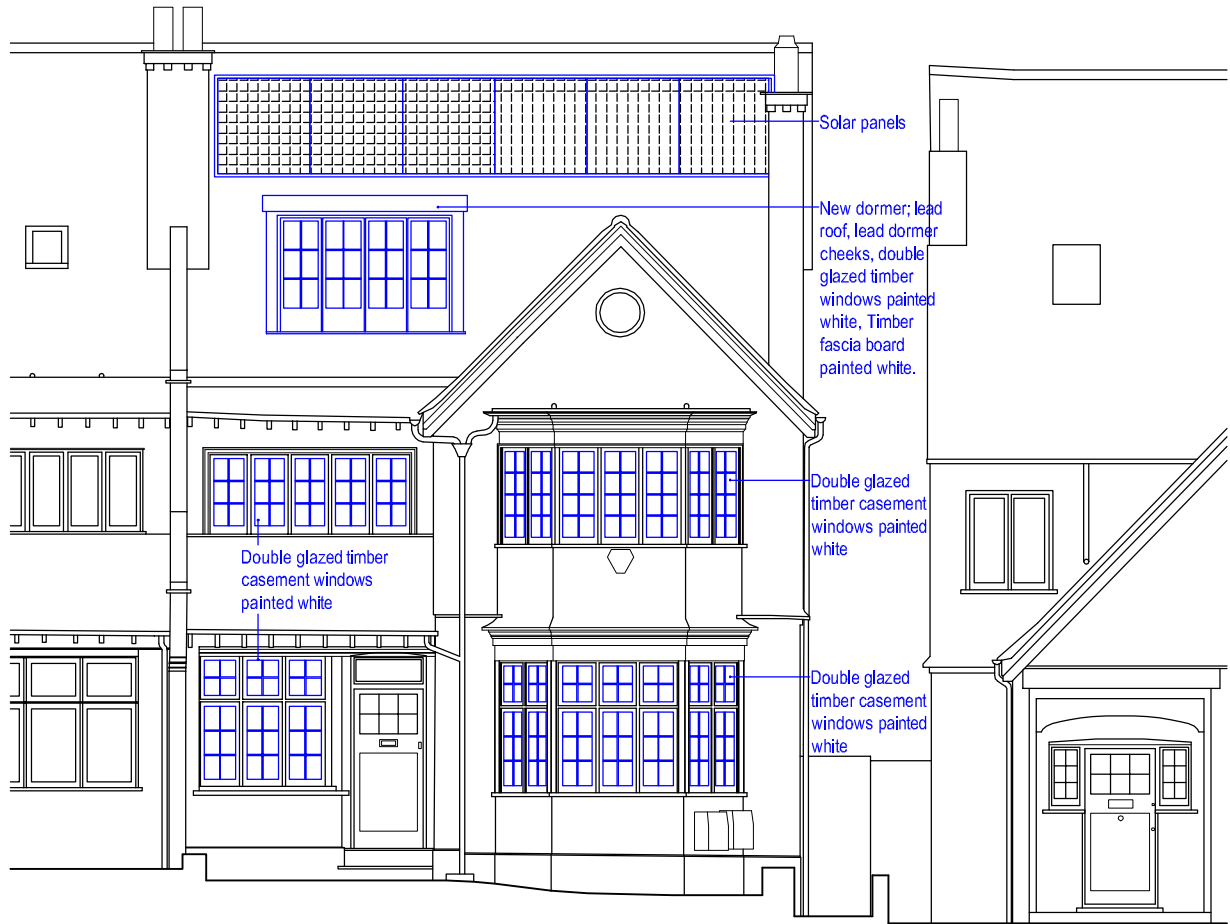 Solar panels
New dormer; lead
roof, lead dormer
cheeks, double
glazed timber
windows painted
white, Timber
fascia board
painted white.
Double glazed
timber casement
windows painted
white
Double glazed timber
casement windows
painted white
Double glazed
timber casement
windows painted
white